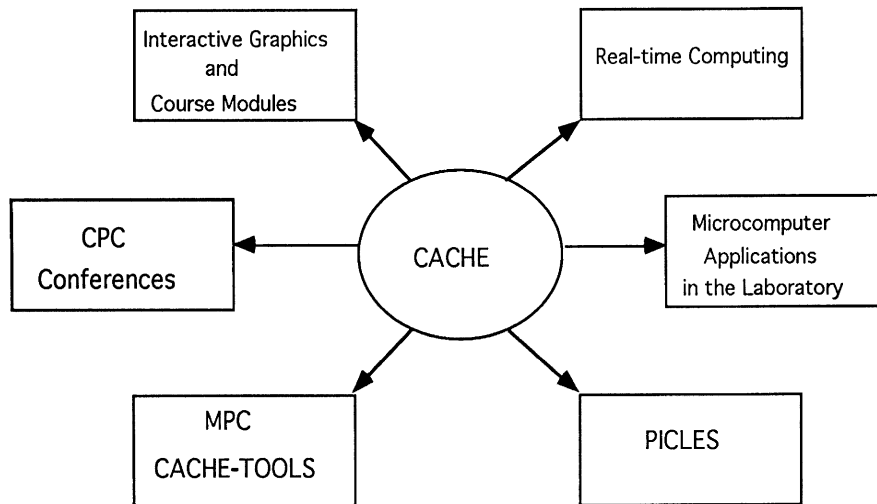 Interactive Graphics
and
Course Modules
Real-time Computing
CPC
Conferences
CACHE
Microcomputer
Applications
in the Laboratory
MPC
CACHE-TOOLS
PICLES